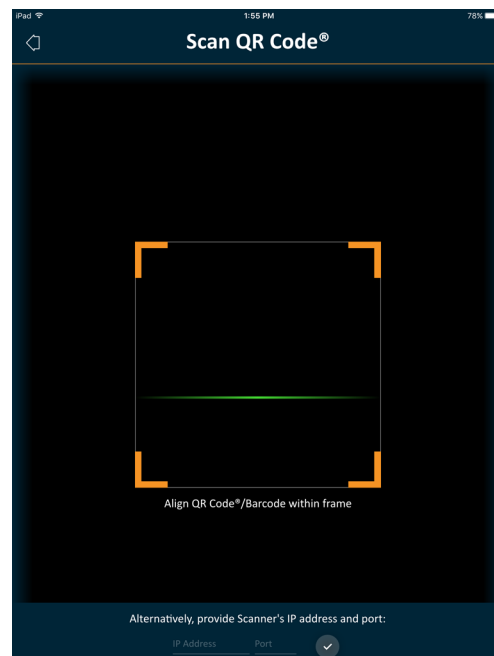 iPad 1:55 PM 78%
Scan QR Code®
Align QR Code®/Barcode within frame
Alternatively, provide Scanner's IP address and port:
IP Address Port